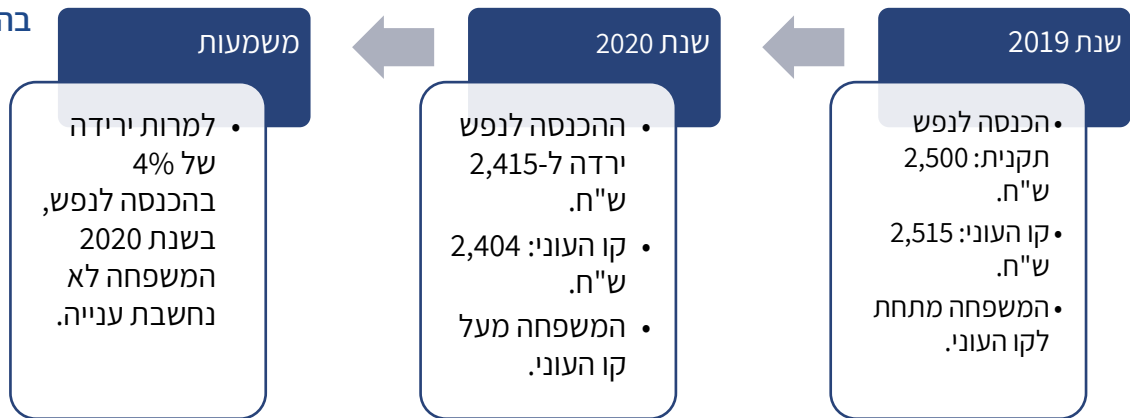 בה
שנת 2019
•הכנסה לנפש
תקנית: 2,500
ש"ח.
•קו העוני: 2,515
ש"ח.
•המשפחה מתחת
לקו העוני.
שנת 2020
• ההכנסה לנפש
ירדה ל-2,415
ש"ח.
• קו העוני: 2,404
ש"ח.
• המשפחה מעל
קו העוני.
משמעות
• למרות ירידה
של 4%
בהכנסה לנפש,
בשנת 2020
המשפחה לא
נחשבת ענייה.